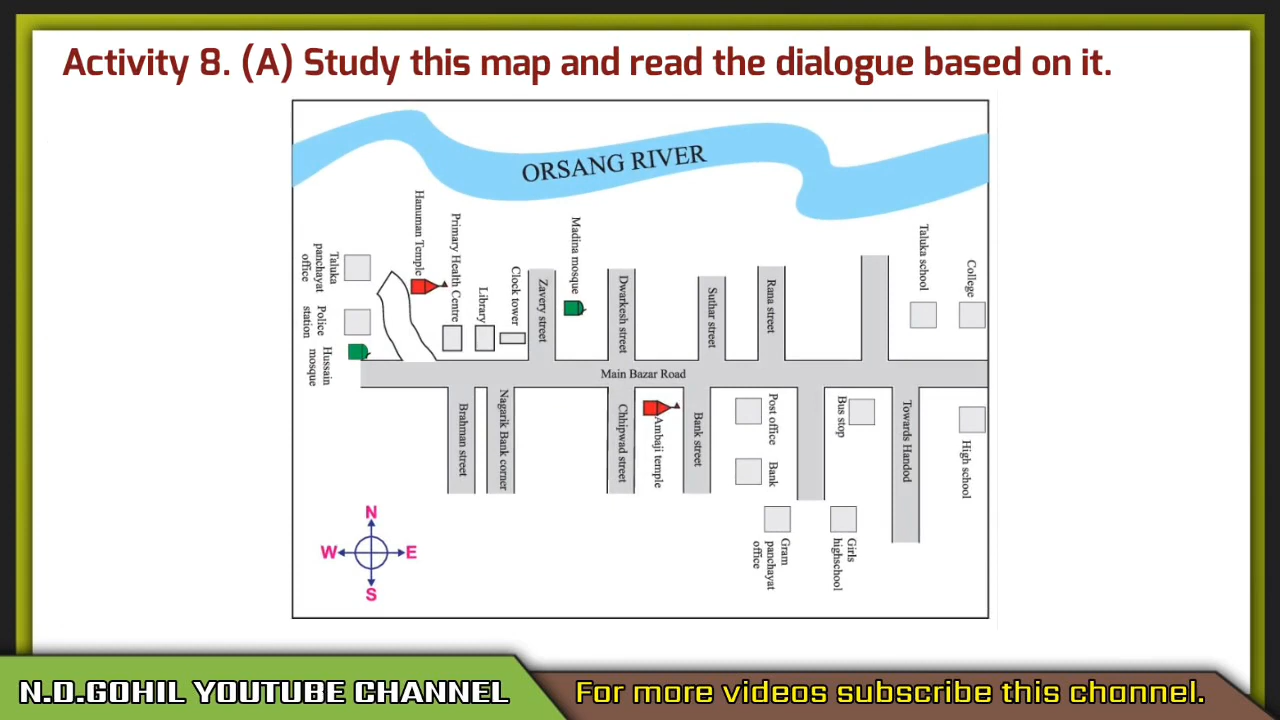 Activity 8. (A) Study this map and read the dialogue based on it.
ORSANG RIVER
Hanuman Temple
Primary Health Centre
Library
Clock tower
Zavery street
Madina mosque
Dwarkesh street
Suthar street
Rana street
Taluka school
College
Taluka
panchayat
office
Police
station
Hussain
mosque
Main Bazar Road
Brahman street
Nagarik Bank corner
Chhipwad street
Ambaji temple
Bank street
Post office
Bank
Bus stop
Towards Handod
High school
Gram
panchayat
office
Girls
highschool
N
W E
S
N.D.GOHIL YOUTUBE CHANNEL
For more videos subscribe this channel.